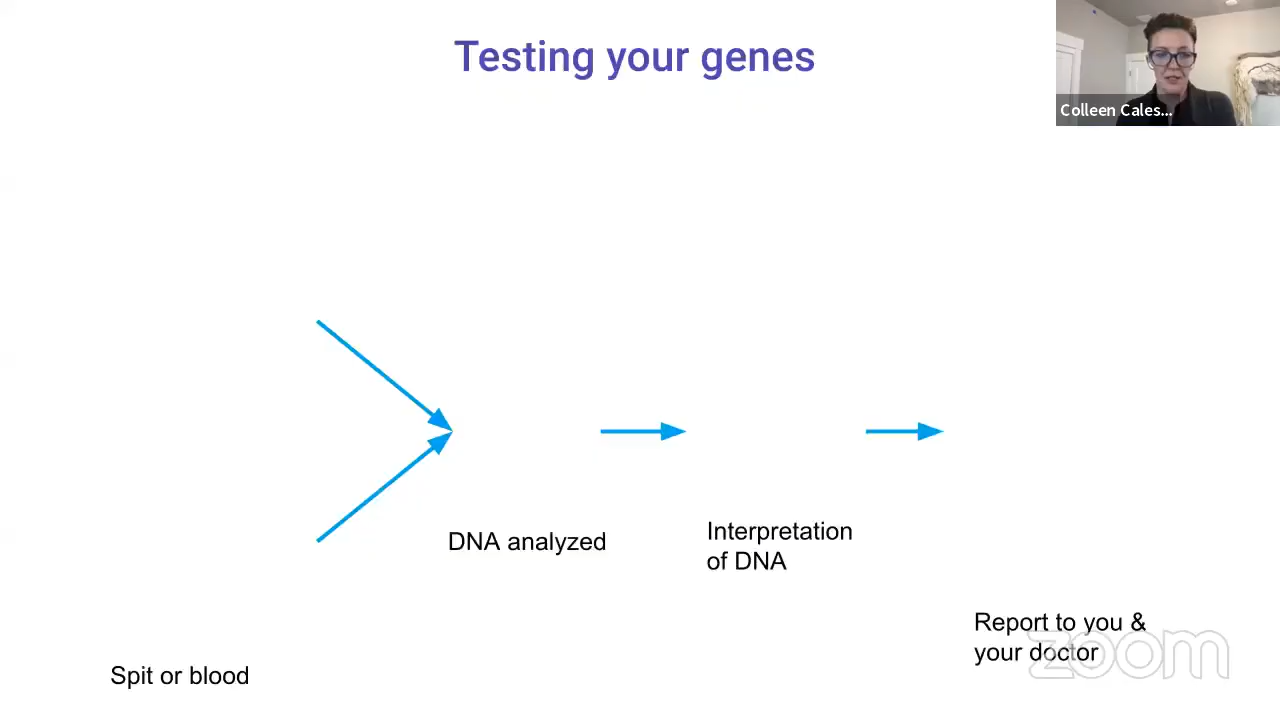 Testing your genes
Colleen Cales...
DNA analyzed
Interpretation
of DNA
Report to you &
your doctor
Spit or blood
zoom